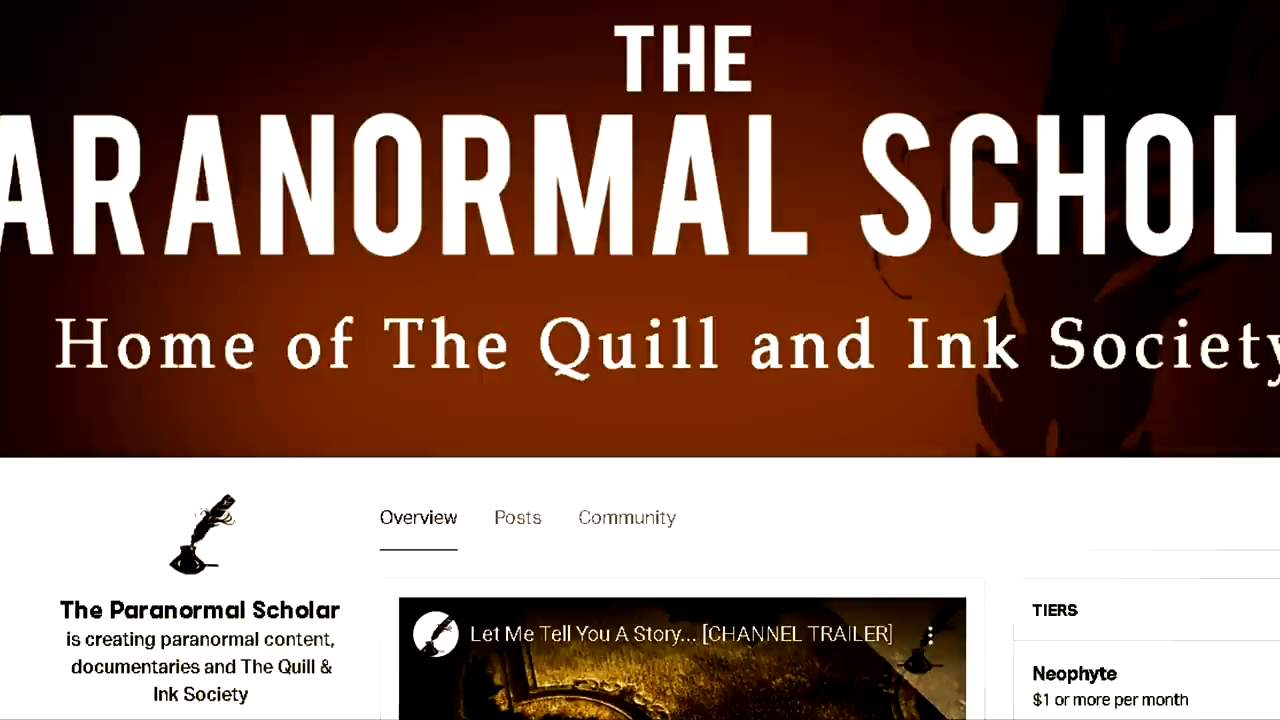 THE
ARANORMAL SCHOL
Home of The Quill and Ink Society
Overview Posts Community
The Paranormal Scholar
is creating paranormal content,
documentaries and The Quill &
Ink Society
Let Me Tell You A Story... [CHANNEL TRAILER]
TIERS
Neophyte
$1 or more per month